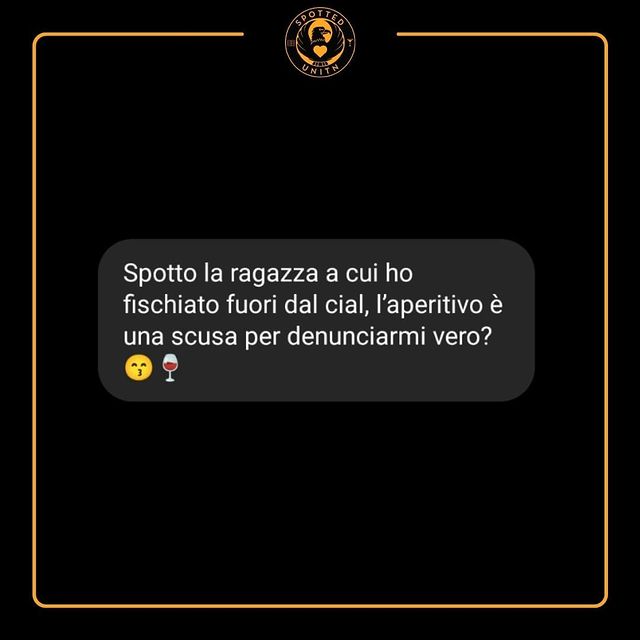 SPOTTED
UNITN
Spotto la ragazza a cui ho
fischiato fuori dal cial, l’aperitivo è
una scusa per denunciarmi vero?
😙🍷